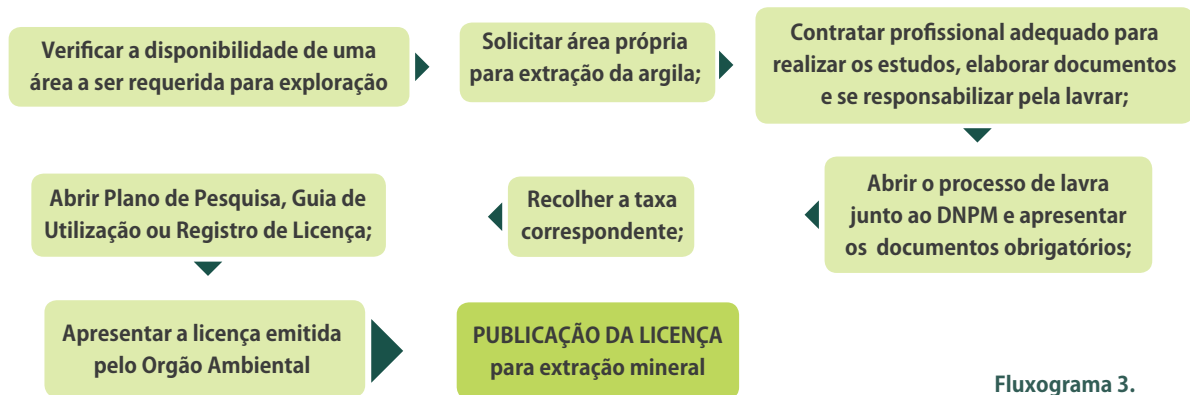 Verificar a disponibilidade de uma
área a ser requerida para exploração
Solicitar área própria
para extração da argila;
Contratar profissional adequado para
realizar os estudos, elaborar documentos
e se responsabilizar pela lavrar;
Abrir o processo de lavra
junto ao DNPM e apresentar
os documentos obrigatórios;
Recolher a taxa
correspondente;
Abrir Plano de Pesquisa, Guia de
Utilização ou Registro de Licença;
Apresentar a licença emitida
pelo Orgão Ambiental
PUBLICAÇÃO DA LICENÇA
para extração mineral
Fluxograma 3.